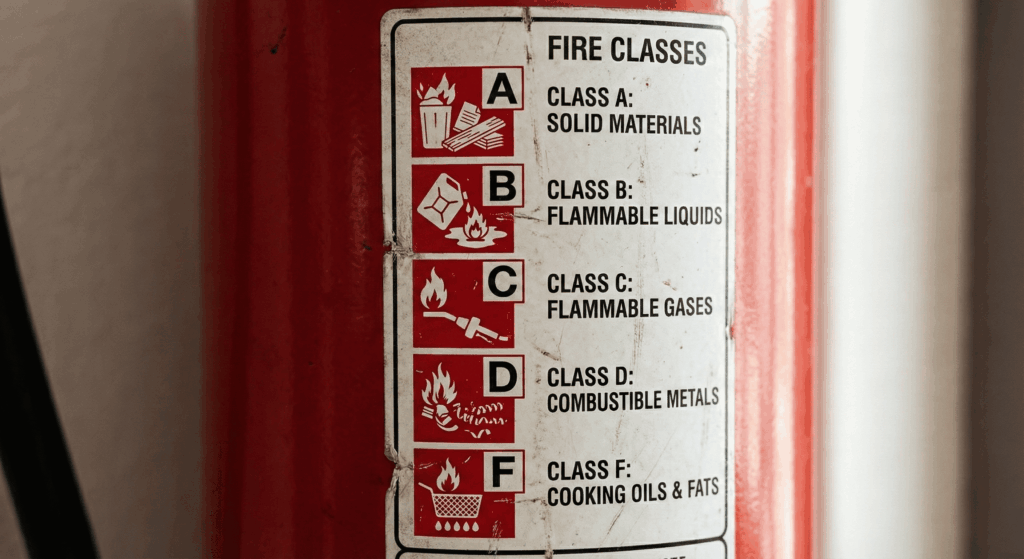 FIRE CLASSES
A
CLASS A:
SOLID MATERIALS
B
CLASS B:
FLAMMABLE LIQUIDS
C
CLASS C:
FLAMMABLE GASES
D
CLASS D:
COMBUSTIBLE METALS
F
CLASS F:
COOKING OILS & FATS